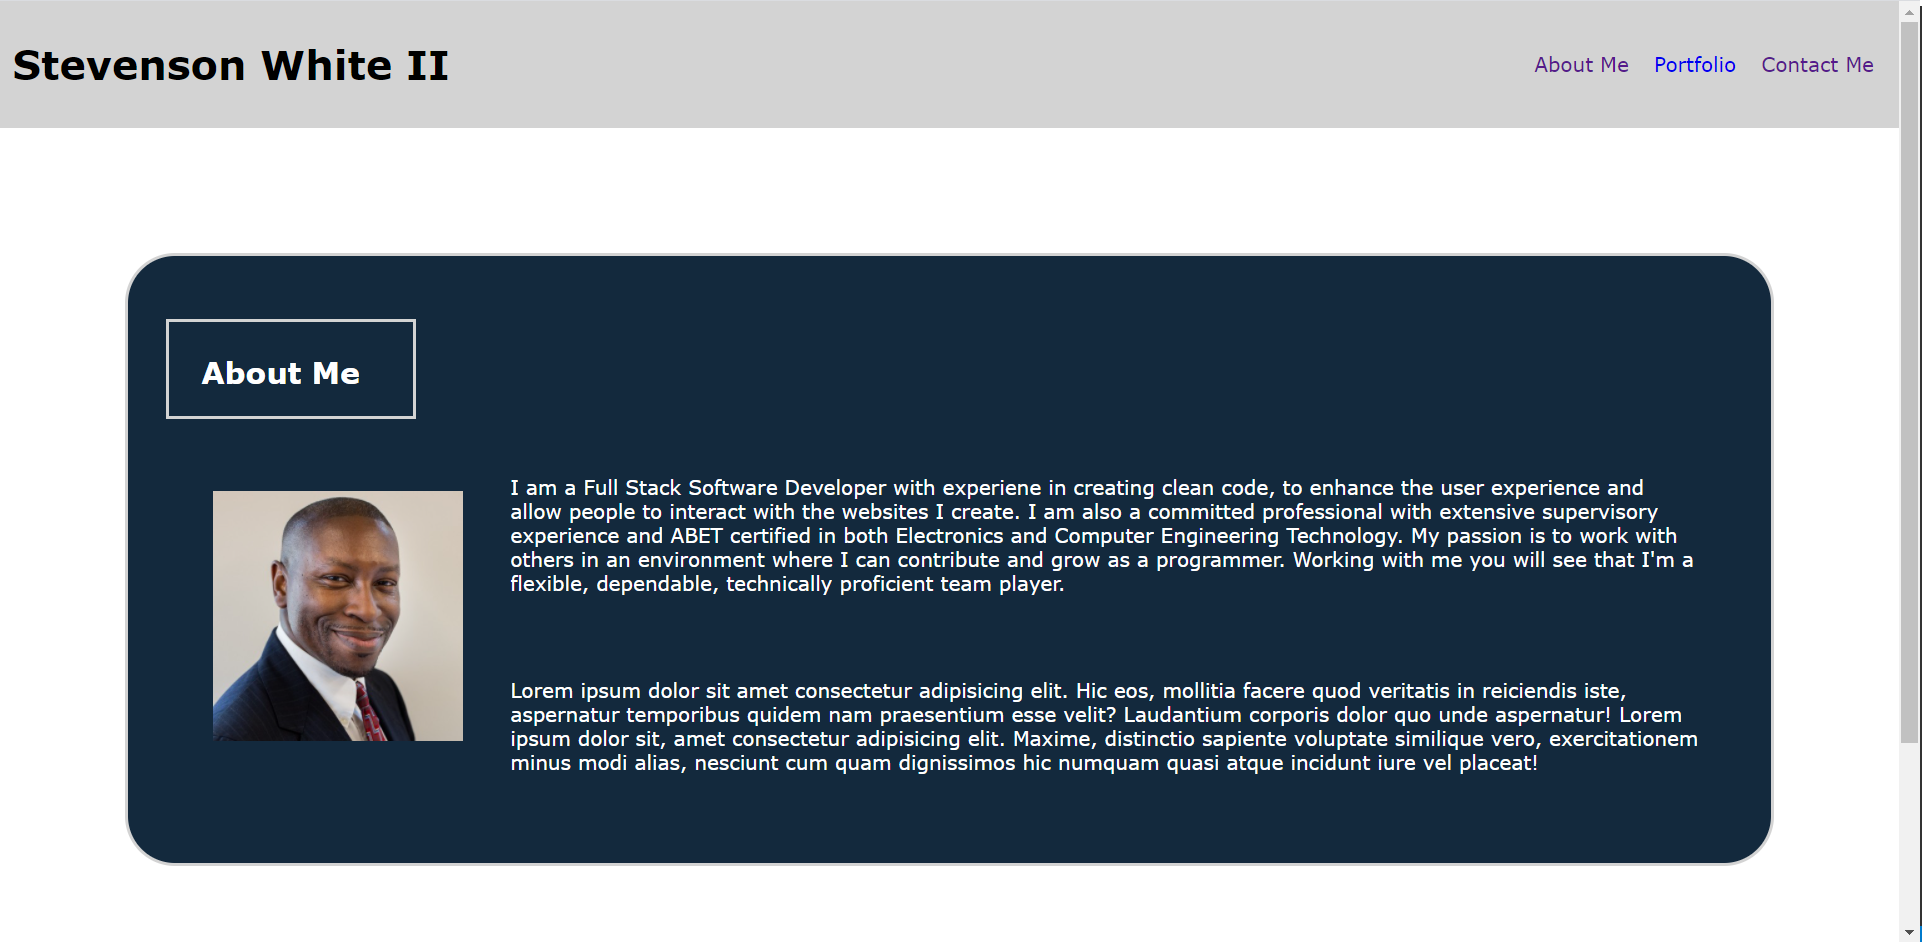 Stevenson White II
About Me Portfolio Contact Me
About Me
I am a Full Stack Software Developer with experiene in creating clean code, to enhance the user experience and
allow people to interact with the websites I create. I am also a committed professional with extensive supervisory
experience and ABET certified in both Electronics and Computer Engineering Technology. My passion is to work with
others in an environment where I can contribute and grow as a programmer. Working with me you will see that I'm a
flexible, dependable, technically proficient team player.
Lorem ipsum dolor sit amet consectetur adipisicing elit. Hic eos, mollitia facere quod veritatis in reiciendis iste,
aspernatur temporibus quidem nam praesentium esse velit? Laudantium corporis dolor quo unde aspernatur! Lorem
ipsum dolor sit, amet consectetur adipisicing elit. Maxime, distinctio sapiente voluptate similique vero, exercitationem
minus modi alias, nesciunt cum quam dignissimos hic numquam quasi atque incidunt iure vel placeat!